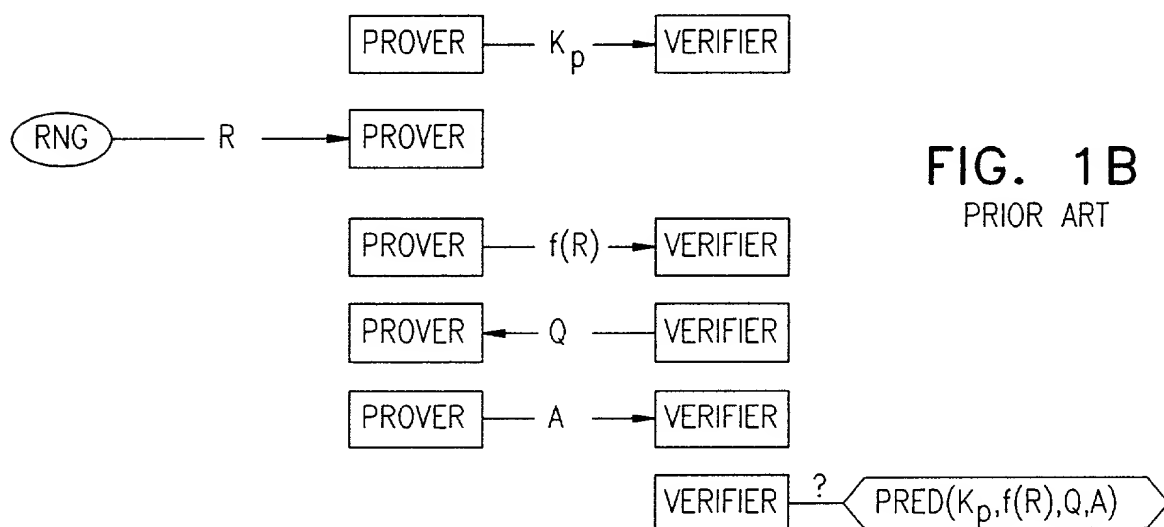 PROVER K_p VERIFIER
RNG R PROVER
FIG. 1B
PRIOR ART
PROVER f(R) VERIFIER
PROVER Q VERIFIER
PROVER A VERIFIER
VERIFIER ? PRED(K_p,f(R),Q,A)